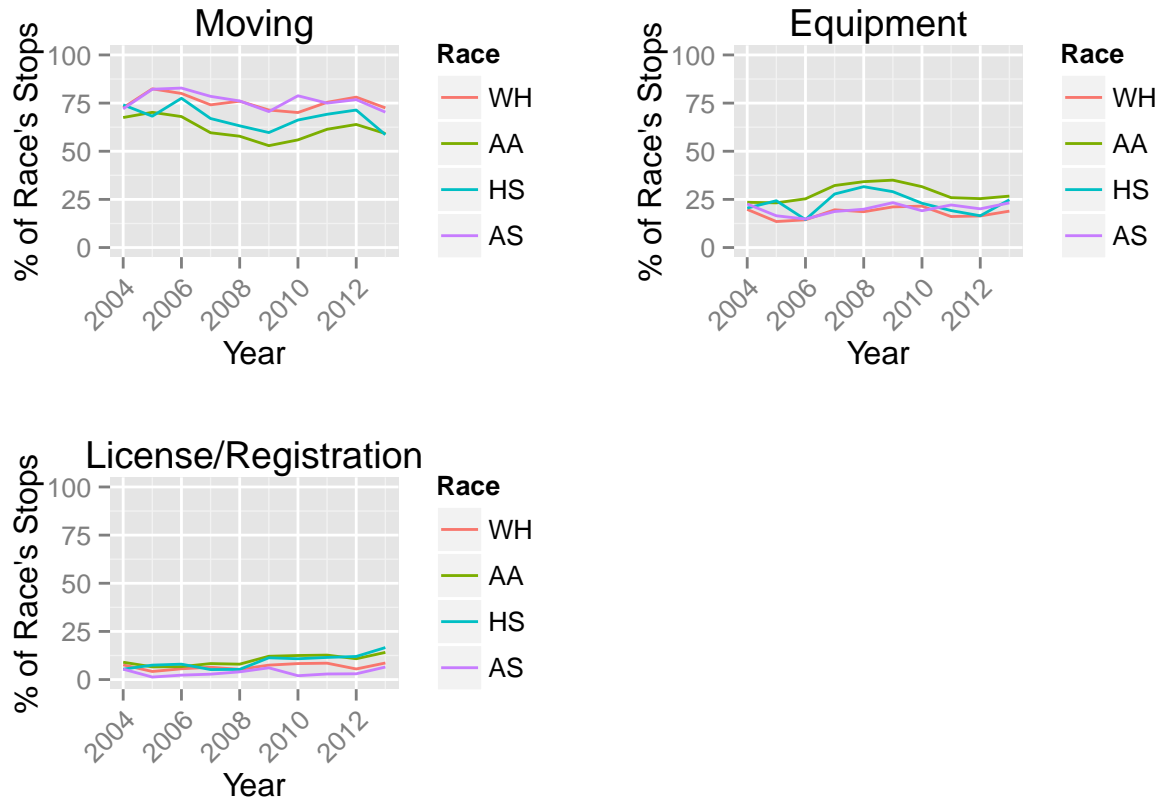 Moving
% of Race's Stops
100
75
50
25
0
2004
2006
2008
2010
2012
Year
Race
WH
AA
HS
AS
Equipment
% of Race's Stops
100
75
50
25
0
2004
2006
2008
2010
2012
Year
Race
WH
AA
HS
AS
License/Registration
% of Race's Stops
100
75
50
25
0
2004
2006
2008
2010
2012
Year
Race
WH
AA
HS
AS